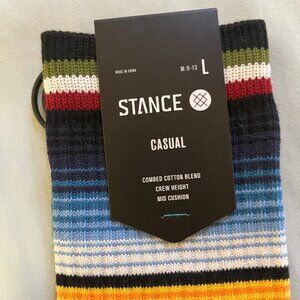 MADE IN CHINA M: 9-13 L
STANCE
CASUAL
COMBED COTTON BLEND
CREW HEIGHT
MID CUSHION